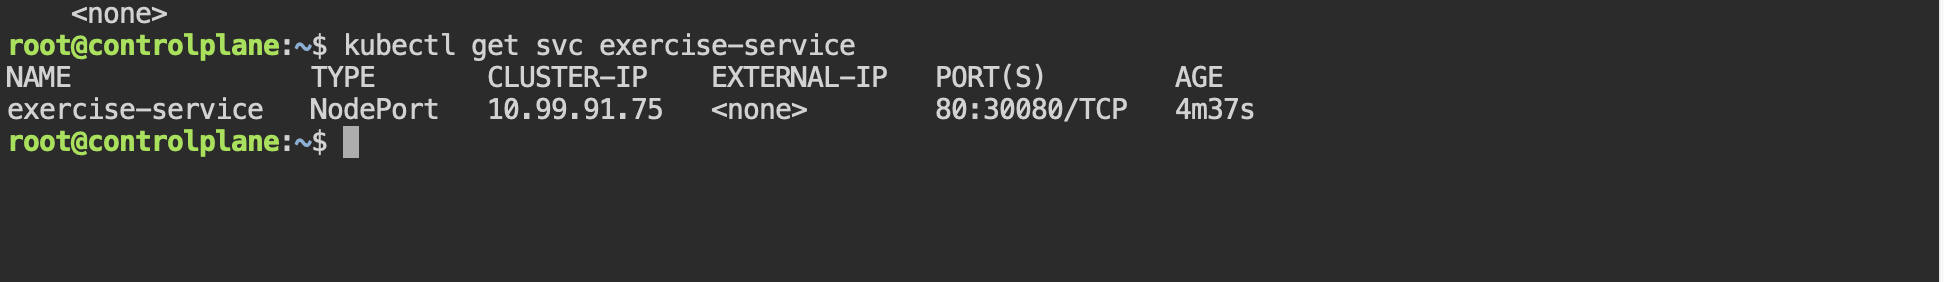 <none>
root@controlplane:~$ kubectl get svc exercise-service
NAME               TYPE       CLUSTER-IP    EXTERNAL-IP   PORT(S)        AGE
exercise-service   NodePort   10.99.91.75   <none>        80:30080/TCP   4m37s
root@controlplane:~$